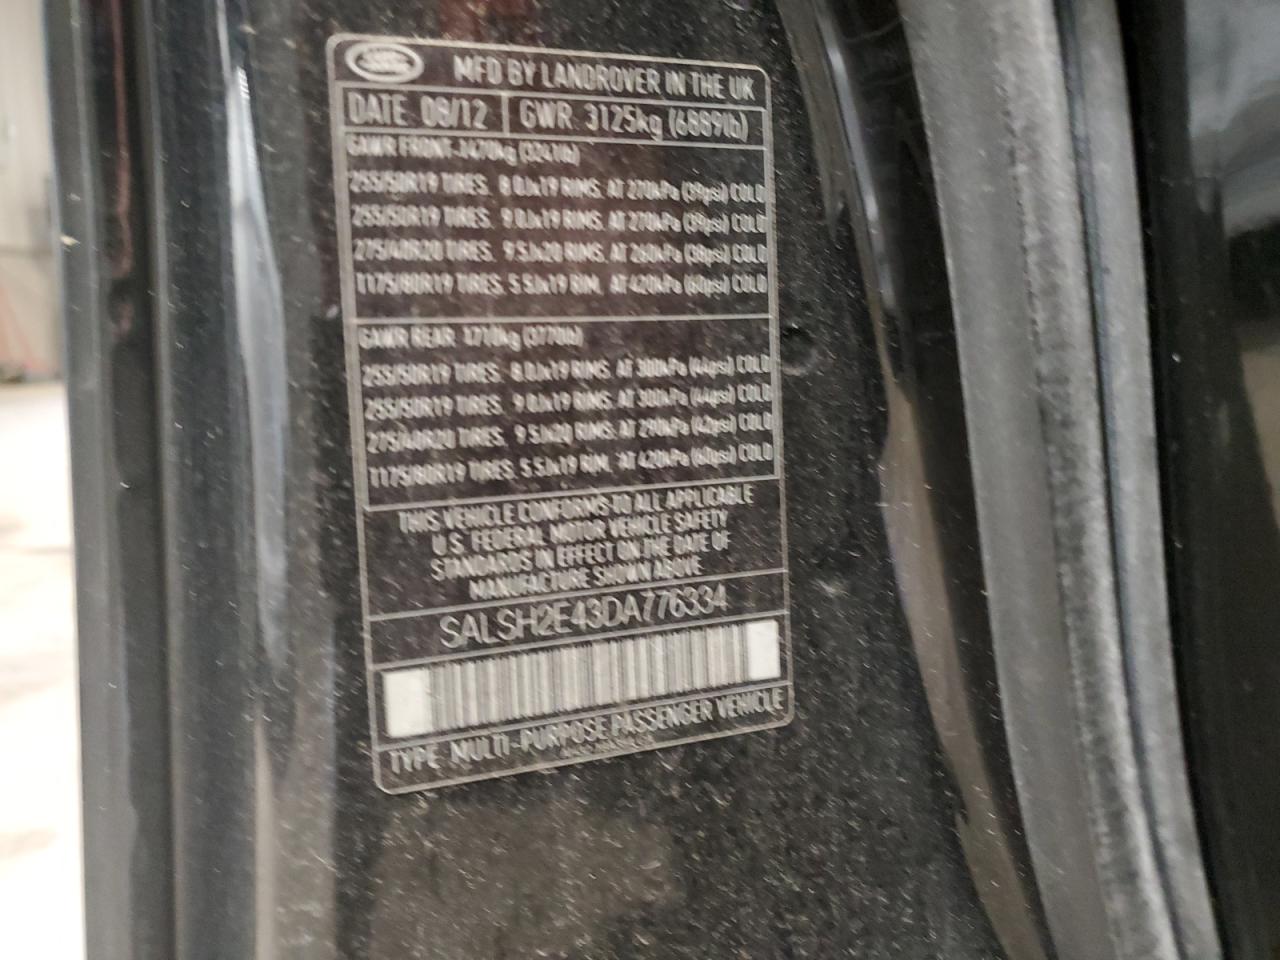 LAND ROVER
MFD BY LANDROVER IN THE UK
DATE 08/12 GWR 3125kg (6889lb)
GAWR FRONT-1470kg (3241lb)
255/50R19 TIRES. 8.0Jx19 RIMS. AT 270kPa (39psi) COLD
255/50R19 TIRES. 9.0Jx19 RIMS. AT 270kPa (39psi) COLD
275/40R20 TIRES. 9.5Jx20 RIMS. AT 260kPa (38psi) COLD
T175/80R19 TIRES. 5.5Jx19 RIM. AT 420kPa (60psi) COLD
GAWR REAR. 1710kg (3770lb)
255/50R19 TIRES. 8.0Jx19 RIMS. AT 300kPa (44psi) COLD
255/50R19 TIRES. 9.0Jx19 RIMS. AT 300kPa (44psi) COLD
275/40R20 TIRES. 9.5Jx20 RIMS. AT 290kPa (42psi) COLD
T175/80R19 TIRES. 5.5Jx19 RIM. AT 420kPa (60psi) COLD
THIS VEHICLE CONFORMS TO ALL APPLICABLE
U.S. FEDERAL MOTOR VEHICLE SAFETY
STANDARDS IN EFFECT ON THE DATE OF
MANUFACTURE SHOWN ABOVE
SALSH2E43DA776334
TYPE MULTI-PURPOSE PASSENGER VEHICLE